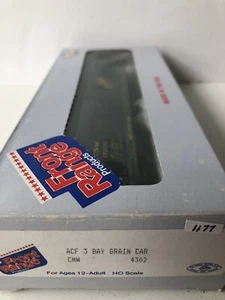 Front
Range
Products
1177
ACF 3 BAY GRAIN CAR
CNW 4302
For Ages 12-Adult HO Scale